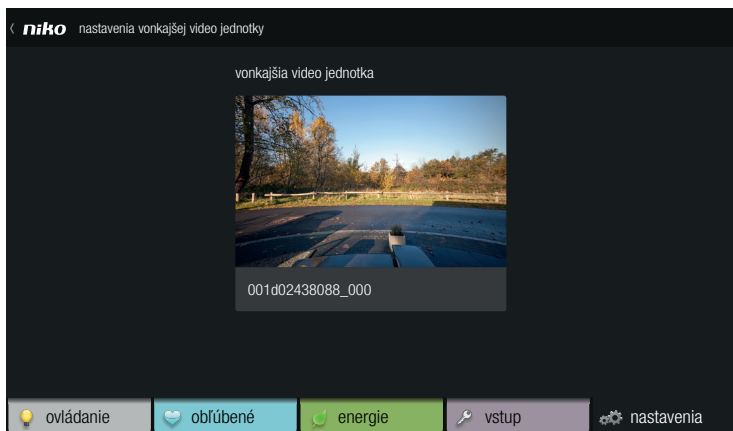 niko nastavenia vonkajšej video jednotky
vonkajšia video jednotka
001d02438088_000
ovládanie obľúbené energie vstup nastavenia